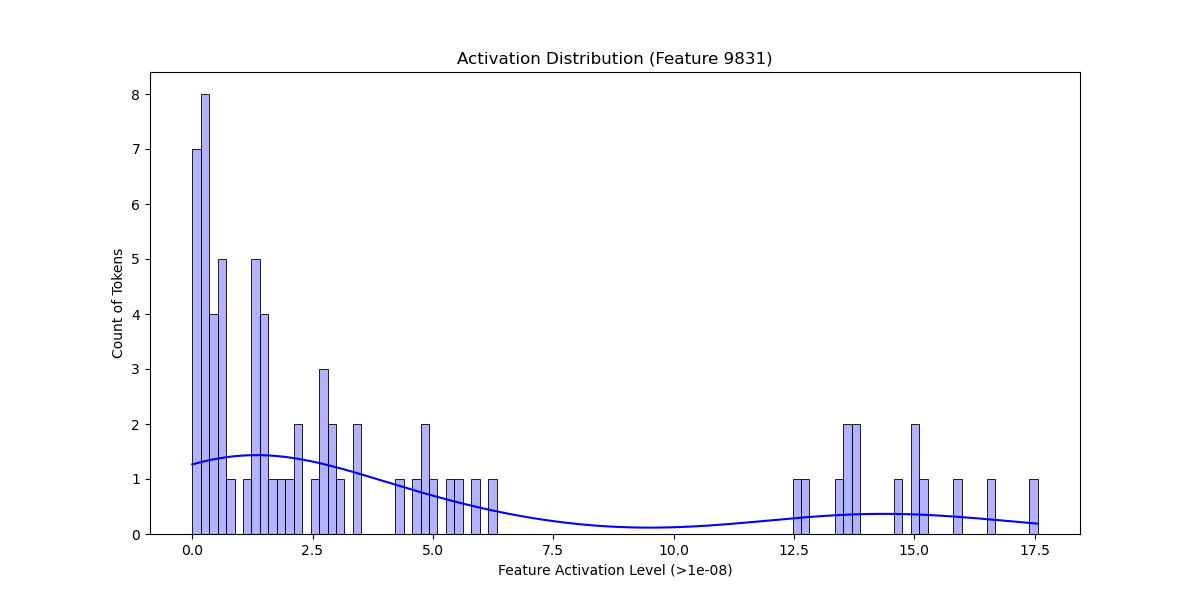 Activation Distribution (Feature 9831)
8
7
6
5
4
3
2
1
0
Count of Tokens
0.0 2.5 5.0 7.5 10.0 12.5 15.0 17.5
Feature Activation Level (>1e-08)